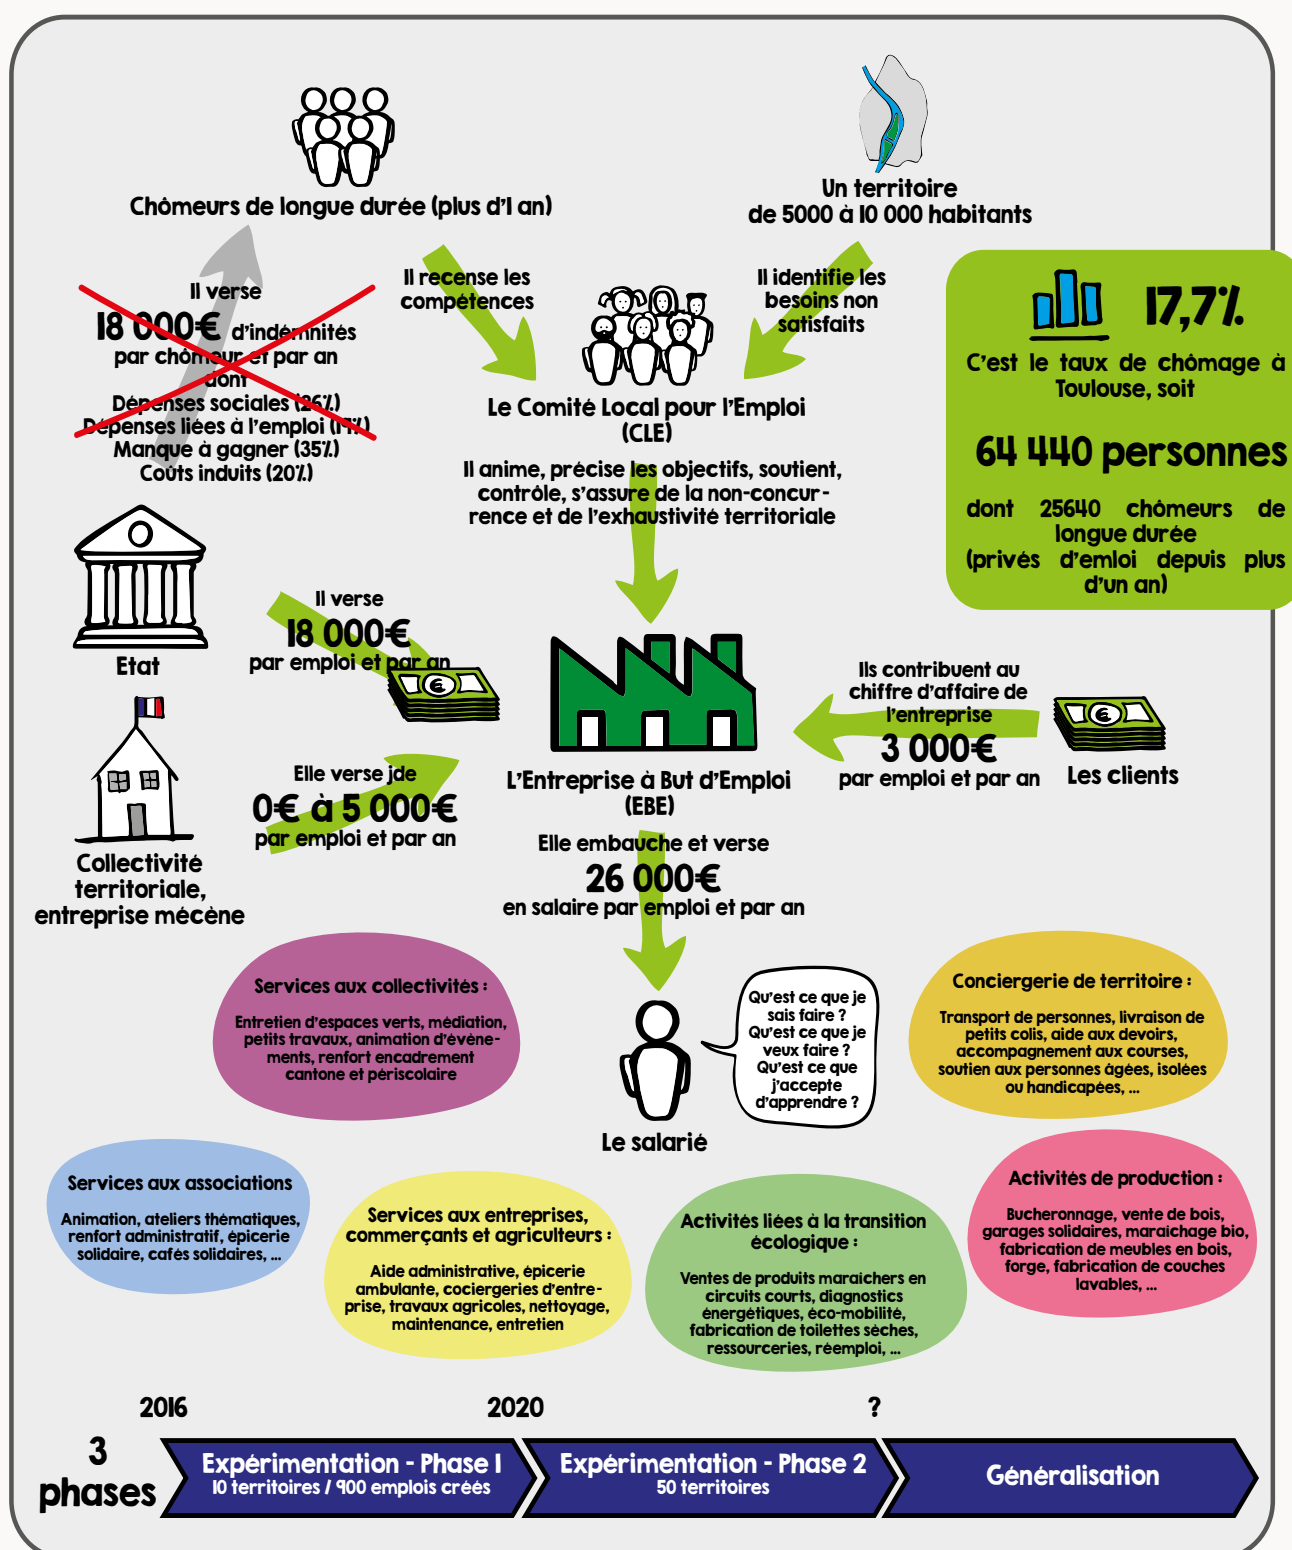 Chômeurs de longue durée (plus d'1 an)
Un territoire
de 5000 à 10 000 habitants
Il verse
18 000€ d'indémnités
par chômeur et par an
dont
Dépenses sociales (26%)
Dépenses liées à l'emploi (19%)
Manque à gagner (35%)
Coûts induits (20%)
Il recense les
compétences
Il identifie les
besoins non
satisfaits
Le Comité Local pour l'Emploi
(CLE)
Il anime, précise les objectifs, soutient,
contrôle, s'assure de la non-concur-
rence et de l'exhaustivité territoriale
17,7%
C'est le taux de chômage à
Toulouse, soit
64 440 personnes
dont 25640 chômeurs de
longue durée
(privés d'emloi depuis plus
d'un an)
Etat
Il verse
18 000€
par emploi et par an
€
Collectivité
territoriale,
entreprise mécène
Elle verse jde
0€ à 5 000€
par emploi et par an
L'Entreprise à But d'Emploi
(EBE)
Ils contribuent au
chiffre d'affaire de
l'entreprise
3 000€
par emploi et par an
€
Les clients
Elle embauche et verse
26 000€
en salaire par emploi et par an
Le salarié
Qu'est ce que je
sais faire ?
Qu'est ce que je
veux faire ?
Qu'est ce que
j'accepte
d'apprendre ?
Services aux collectivités :
Entretien d'espaces verts, médiation,
petits travaux, animation d'évène-
ments, renfort encadrement
cantone et périscolaire
Conciergerie de territoire :
Transport de personnes, livraison de
petits colis, aide aux devoirs,
accompagnement aux courses,
soutien aux personnes âgées, isolées
ou handicapées, ...
Services aux associations
Animation, ateliers thématiques,
renfort administratif, épicerie
solidaire, cafés solidaires, ...
Services aux entreprises,
commerçants et agriculteurs :
Aide administrative, épicerie
ambulante, cociergeries d'entre-
prise, travaux agricoles, nettoyage,
maintenance, entretien
Activités liées à la transition
écologique :
Ventes de produits maraichers en
circuits courts, diagnostics
énergétiques, éco-mobilité,
fabrication de toilettes sèches,
ressourceries, réemploi, ...
Activités de production :
Bucheronnage, vente de bois,
garages solidaires, maraichage bio,
fabrication de meubles en bois,
forge, fabrication de couches
lavables, ...
2016
2020
?
3
phases
Expérimentation - Phase 1
10 territoires / 900 emplois créés
Expérimentation - Phase 2
50 territoires
Généralisation